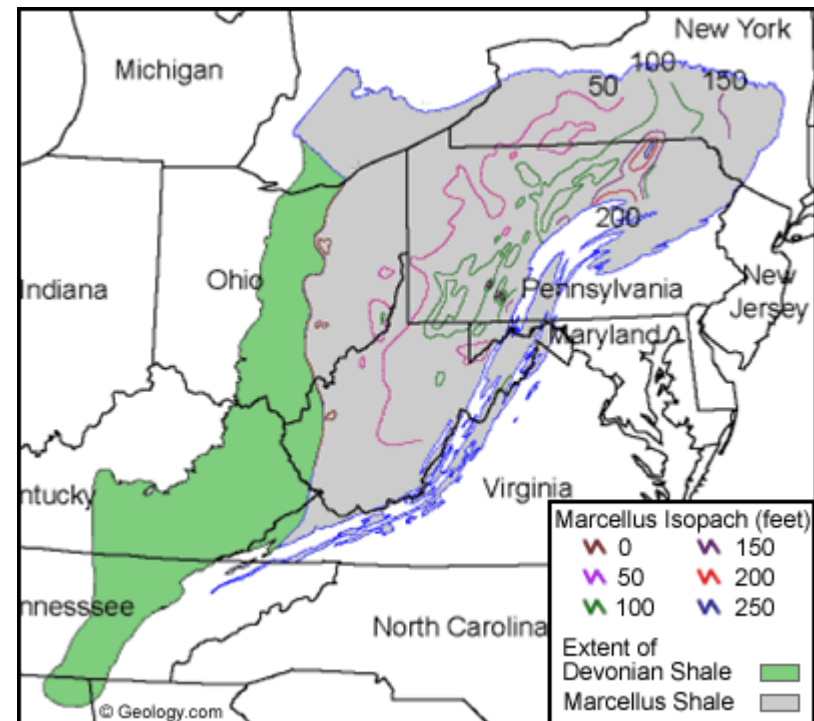 New York
Michigan
100
50
150
200
Ohio
Indiana
Pennsylvania
New
Jersey
Maryland
Virginia
ntucky
nnesssee
North Carolina
Marcellus Isopach (feet)
0
150
50
200
100
250
Extent of
Devonian Shale
Marcellus Shale
© Geology.com